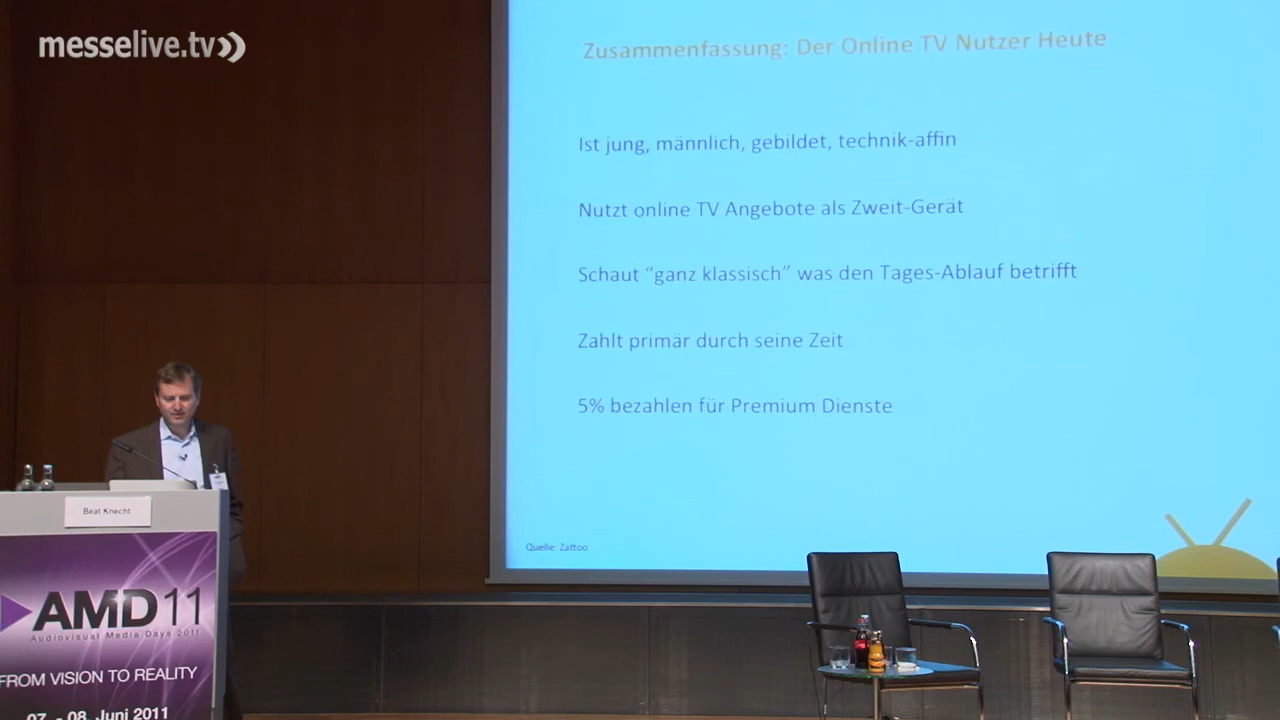 messelive.tv
Zusammenfassung: Der Online TV Nutzer Heute
Ist jung, männlich, gebildet, technik-affin
Nutzt online TV Angebote als Zweit-Gerät
Schaut “ganz klassisch” was den Tages-Ablauf betrifft
Zahlt primär durch seine Zeit
5% bezahlen für Premium Dienste
Quelle: Zattoo
Beat Knecht
AMD11
Audiovisual Media Days 2011
FROM VISION TO REALITY
07. - 08. Juni 2011